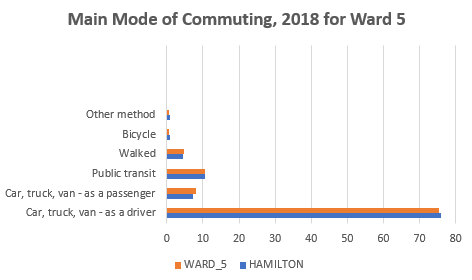 Main Mode of Commuting, 2018 for Ward 5
Other method
Bicycle
Walked
Public transit
Car, truck, van - as a passenger
Car, truck, van - as a driver
0 10 20 30 40 50 60 70 80
WARD_5 HAMILTON